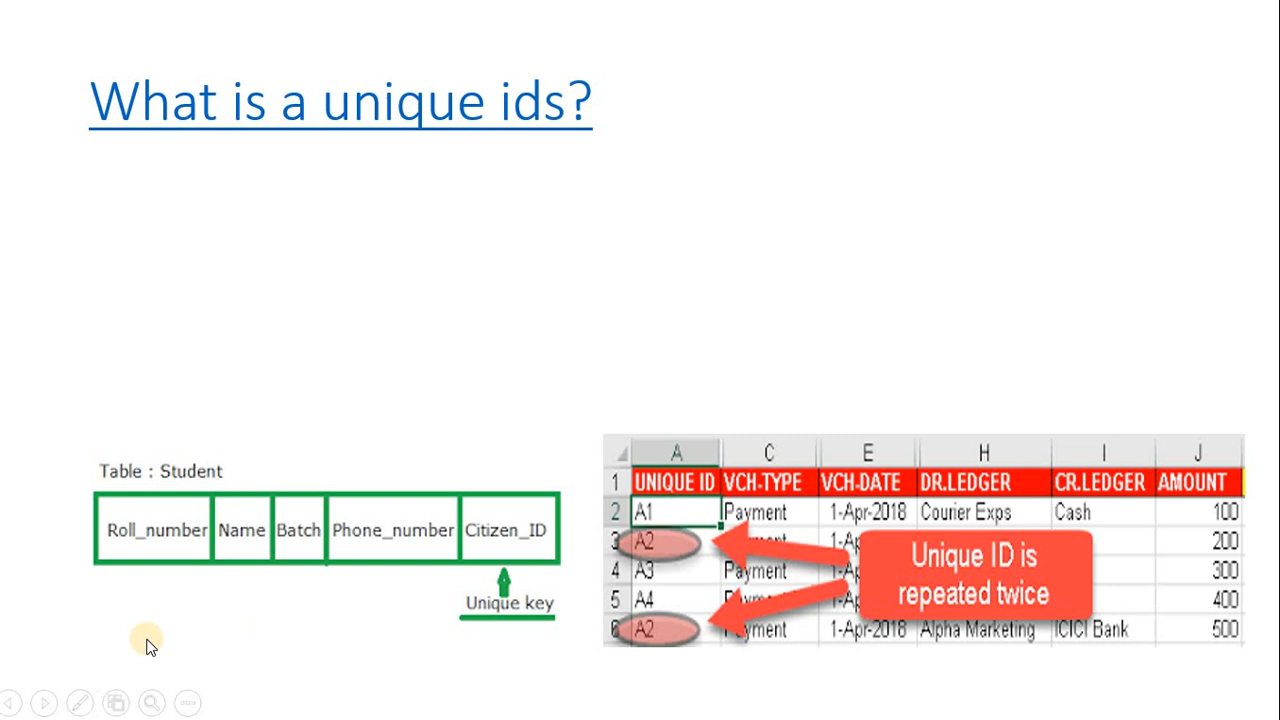 What is a unique ids?
Table : Student
Roll_number Name Batch Phone_number Citizen_ID
Unique key
A C E H I J
1 UNIQUE ID VCH-TYPE VCH-DATE DR.LEDGER CR.LEDGER AMOUNT
2 A1 Payment 1-Apr-2018 Courier Exps Cash 100
3 A2 200
4 A3 Payment 300
5 A4 400
6 A2 Payment 1-Apr-2018 Alpha Marketing ICICI Bank 500
Unique ID is
repeated twice